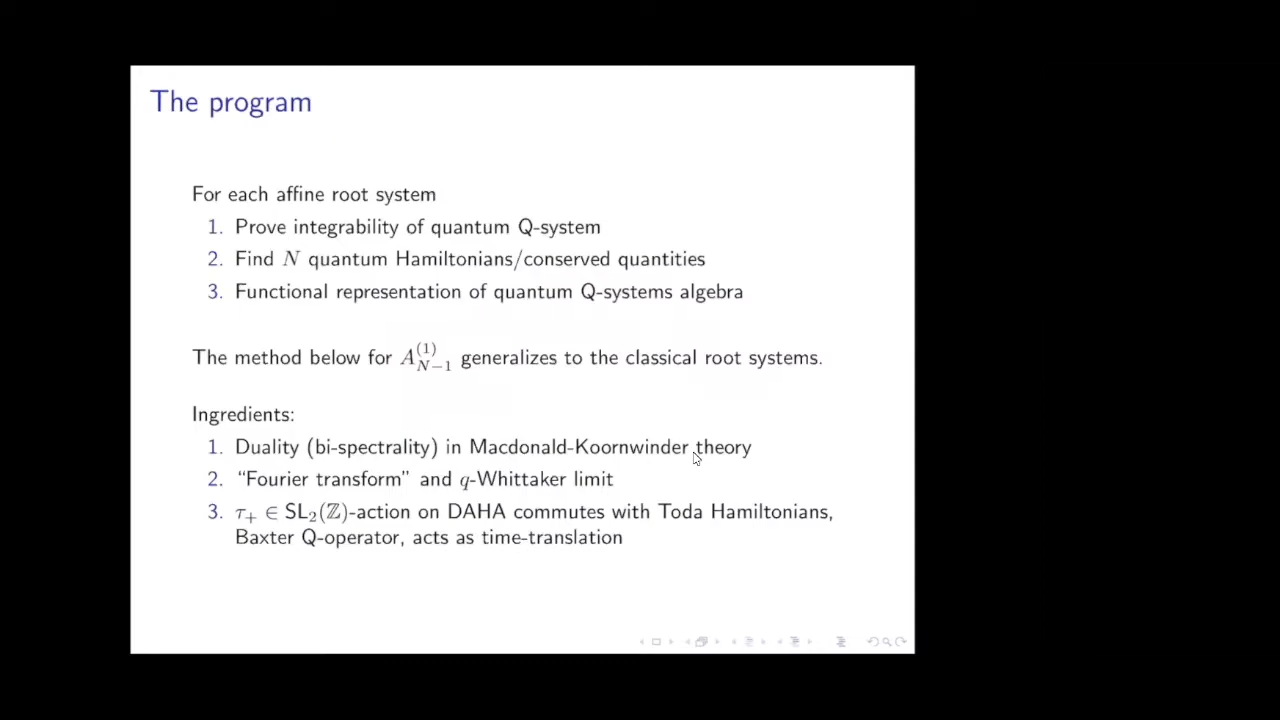 The program
For each affine root system
1. Prove integrability of quantum Q-system
2. Find N quantum Hamiltonians/conserved quantities
3. Functional representation of quantum Q-systems algebra
The method below for A_{N-1}^{(1)} generalizes to the classical root systems.
Ingredients:
1. Duality (bi-spectrality) in Macdonald-Koornwinder theory
2. “Fourier transform” and q-Whittaker limit
3. τ₊ ∈ SL₂(ℤ)-action on DAHA commutes with Toda Hamiltonians,
Baxter Q-operator, acts as time-translation